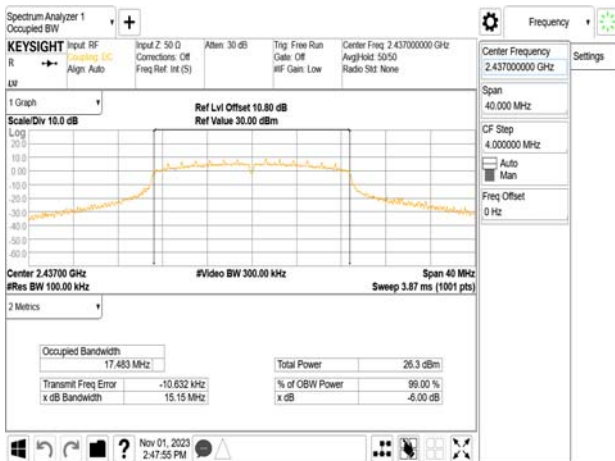 Spectrum Analyzer 1
Occupied BW
Frequency
KEYSIGHT
R
Input: RF
Coupling: DC
Align: Auto
Input Z: 50 Ω
Corrections: Off
Freq Ref: Int (S)
Atten: 30 dB
Trig: Free Run
Gate: Off
#IF Gain: Low
Center Freq: 2.437000000 GHz
Avg|Hold: 50/50
Radio Std: None
Center Frequency
2.437000000 GHz
Settings
Span
40.000 MHz
CF Step
4.000000 MHz
Auto
Man
Freq Offset
0 Hz
1 Graph
Scale/Div 10.0 dB
Ref Lvl Offset 10.80 dB
Ref Value 30.00 dBm
Log
20.0
10.0
0.00
-10.0
-20.0
-30.0
-40.0
-50.0
-60.0
Center 2.43700 GHz
#Res BW 100.00 kHz
#Video BW 300.00 kHz
Span 40 MHz
Sweep 3.87 ms (1001 pts)
2 Metrics
Occupied Bandwidth
17.483 MHz
Total Power 26.3 dBm
Transmit Freq Error -10.632 kHz
% of OBW Power 99.00 %
x dB Bandwidth 15.15 MHz
x dB -6.00 dB
Nov 01, 2023
2:47:55 PM